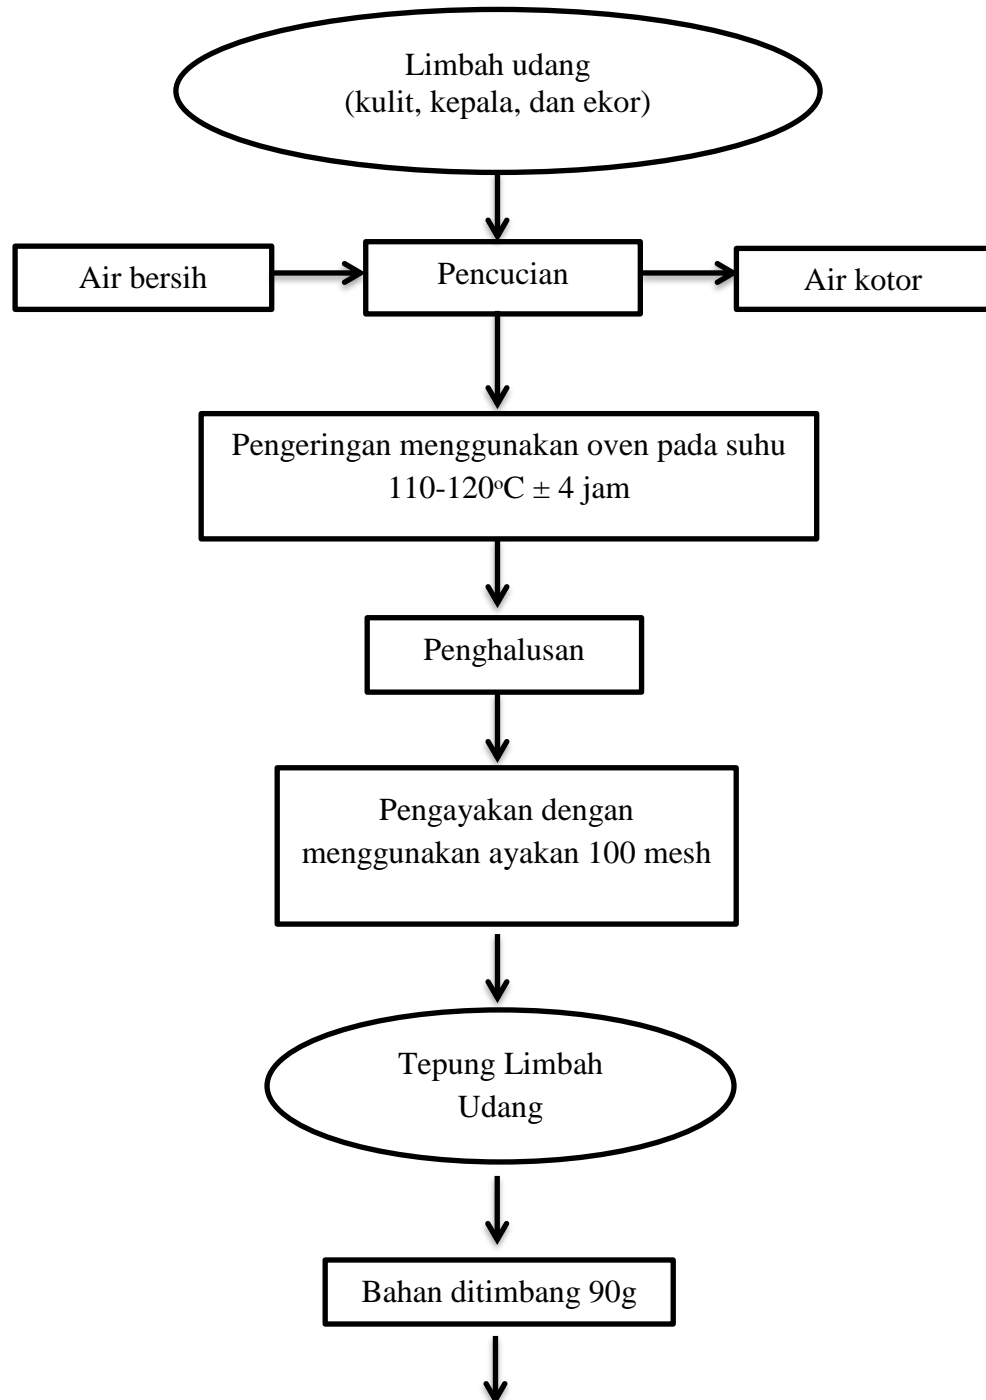 Limbah udang
(kulit, kepala, dan ekor)
Air bersih
Pencucian
Air kotor
Pengeringan menggunakan oven pada suhu
110-120°C ± 4 jam
Penghalusan
Pengayakan dengan
menggunakan ayakan 100 mesh
Tepung Limbah
Udang
Bahan ditimbang 90g